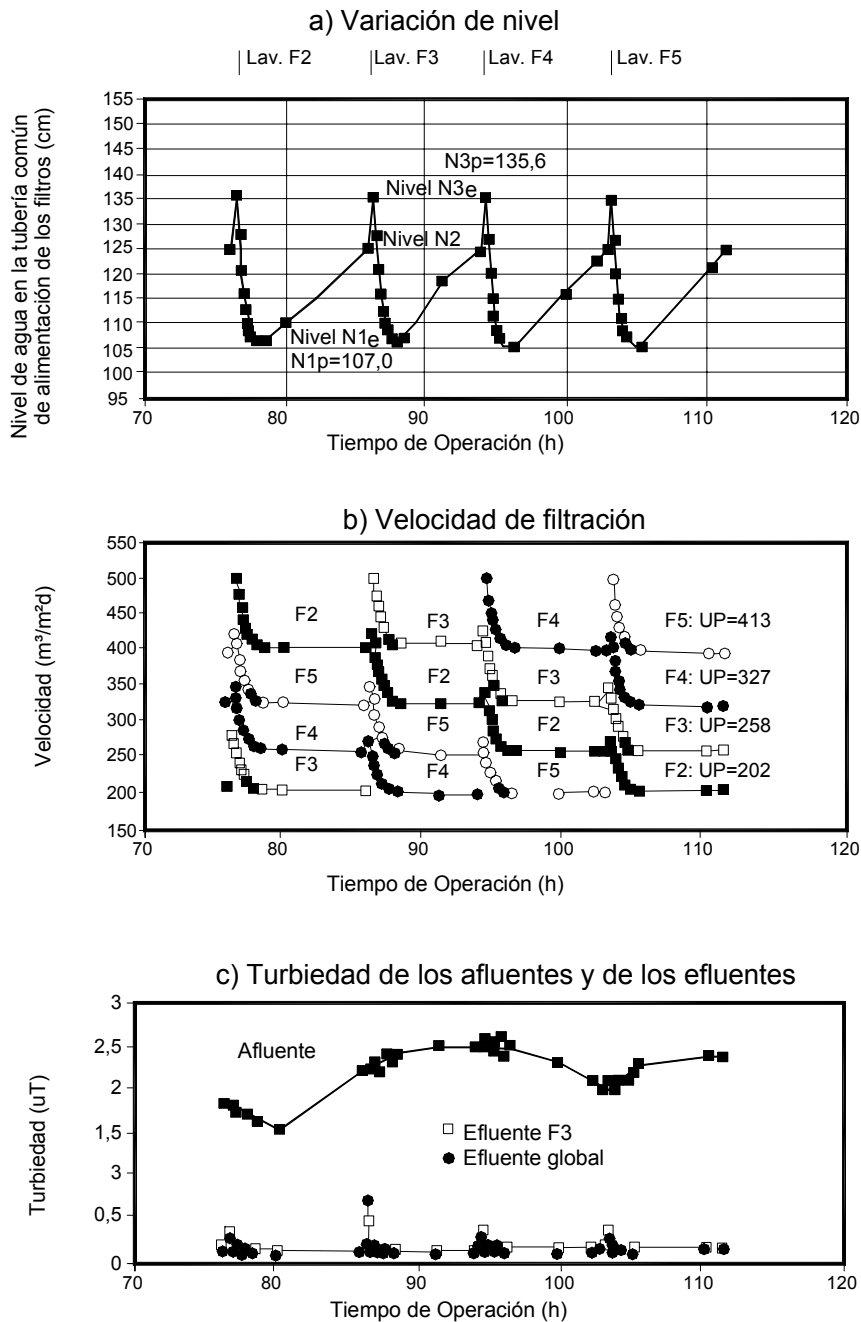 a) Variación de nivel
Lav. F2 Lav. F3 Lav. F4 Lav. F5
Nivel de agua en la tubería común
de alimentación de los filtros (cm)
155
150
145
140
135
130
125
120
115
110
105
100
95
N3p=135,6
Nivel N3e
Nivel N2
Nivel N1e
N1p=107,0
70 80 90 100 110 120
Tiempo de Operación (h)
b) Velocidad de filtración
Velocidad (m³/m²d)
550
500
450
400
350
300
250
200
150
F2 F3 F4 F5: UP=413
F5 F2 F3 F4: UP=327
F4 F5 F2 F3: UP=258
F3 F4 F5 F2: UP=202
70 80 90 100 110 120
Tiempo de Operación (h)
c) Turbiedad de los afluentes y de los efluentes
Turbiedad (uT)
3
2,5
2
1,5
3
0,5
0
Afluente
Efluente F3
Efluente global
70 80 90 100 110 120
Tiempo de Operación (h)